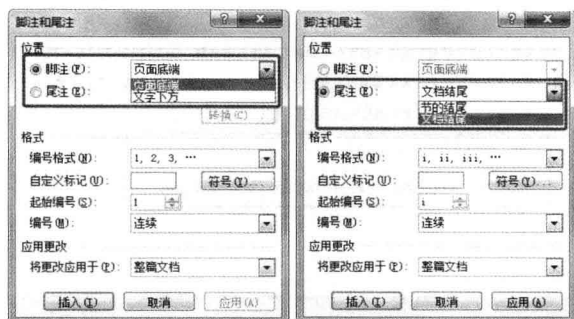 脚注和尾注
位置
脚注(F): 页面底端
页面底端
文字下方
尾注(E):
转换(C)...
格式
编号格式(N): 1, 2, 3, …
自定义标记(U): 符号(Y)...
起始编号(S): 1
编号(M): 连续
应用更改
将更改应用于(P): 整篇文档
插入(I) 取消 应用(A)
脚注和尾注
位置
脚注(F): 页面底端
尾注(E): 文档结尾
节的结尾
文档结尾
格式
编号格式(N): i, ii, iii, …
自定义标记(U): 符号(Y)...
起始编号(S): i
编号(M): 连续
应用更改
将更改应用于(P): 整篇文档
插入(I) 取消 应用(A)